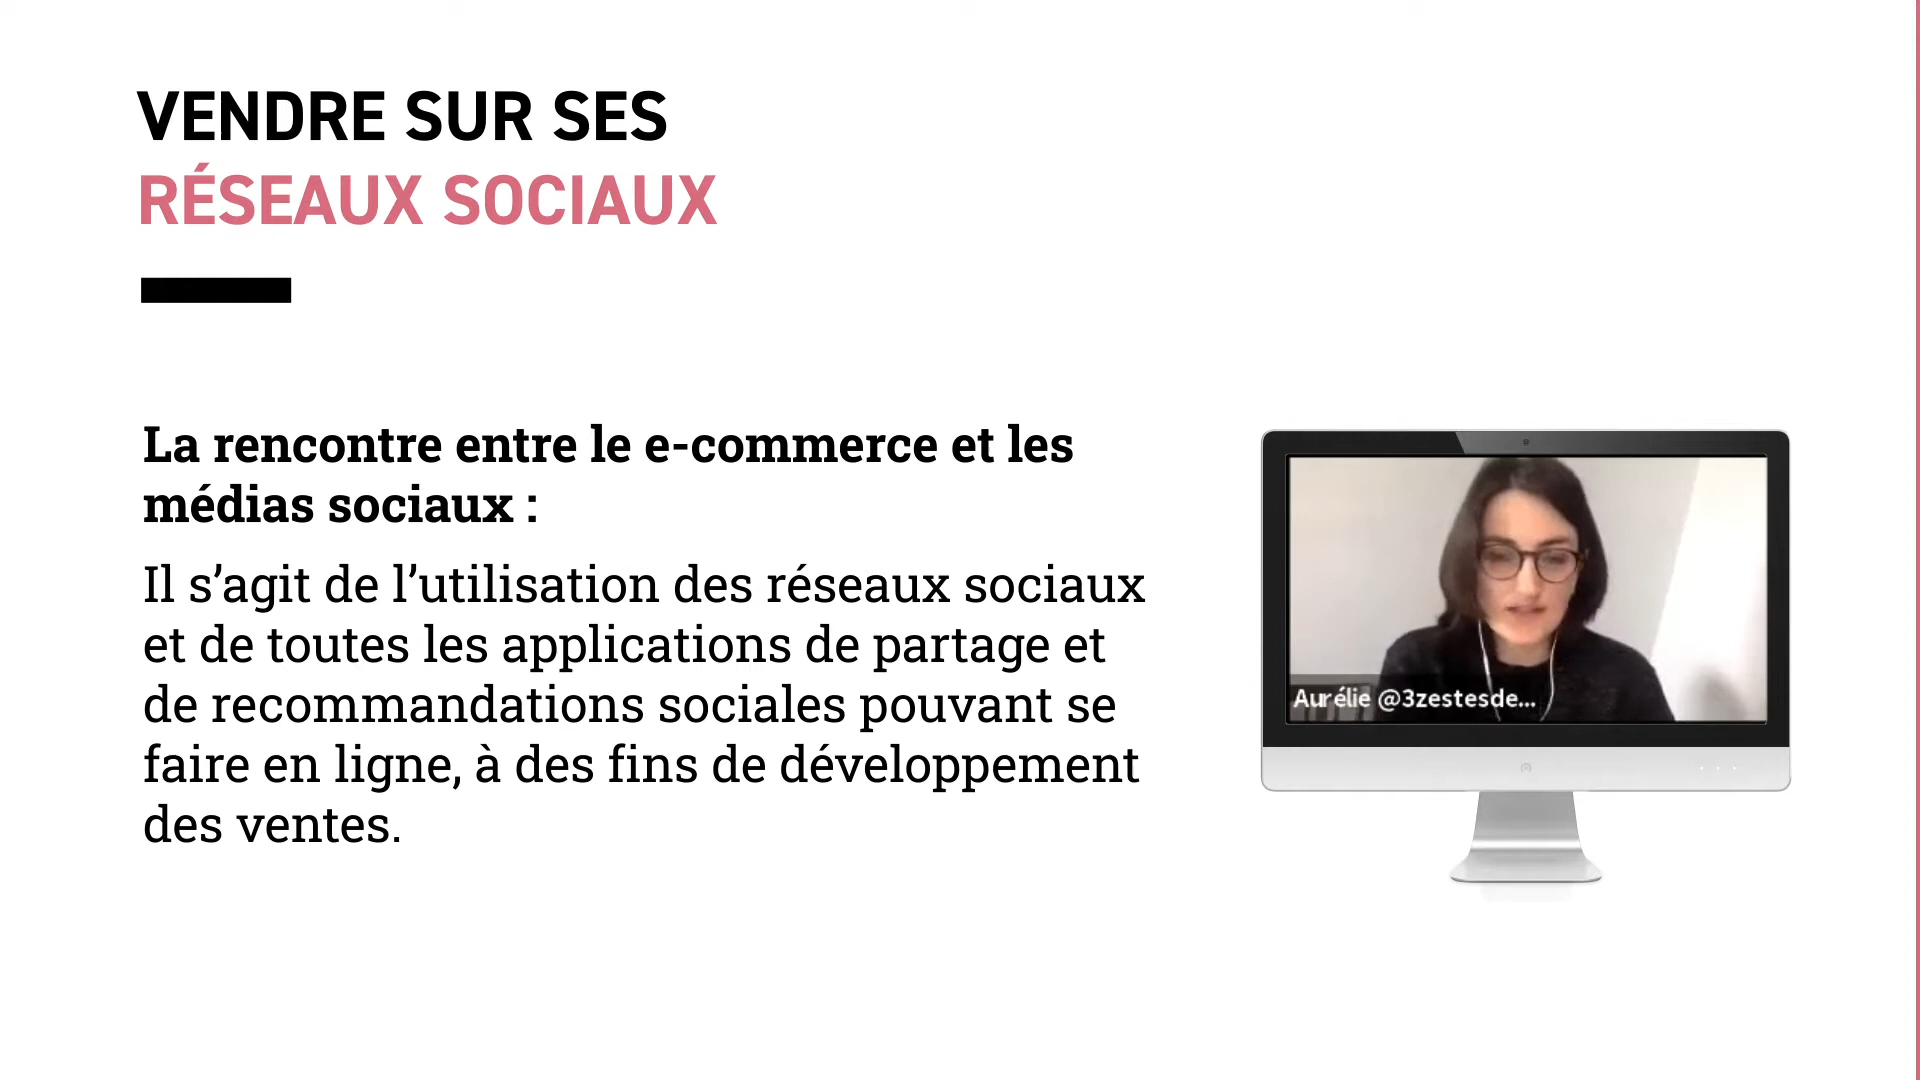 VENDRE SUR SES
RÉSEAUX SOCIAUX
La rencontre entre le e-commerce et les
médias sociaux :
Il s’agit de l’utilisation des réseaux sociaux
et de toutes les applications de partage et
de recommandations sociales pouvant se
faire en ligne, à des fins de développement
des ventes.
Aurélie @3zestesde...